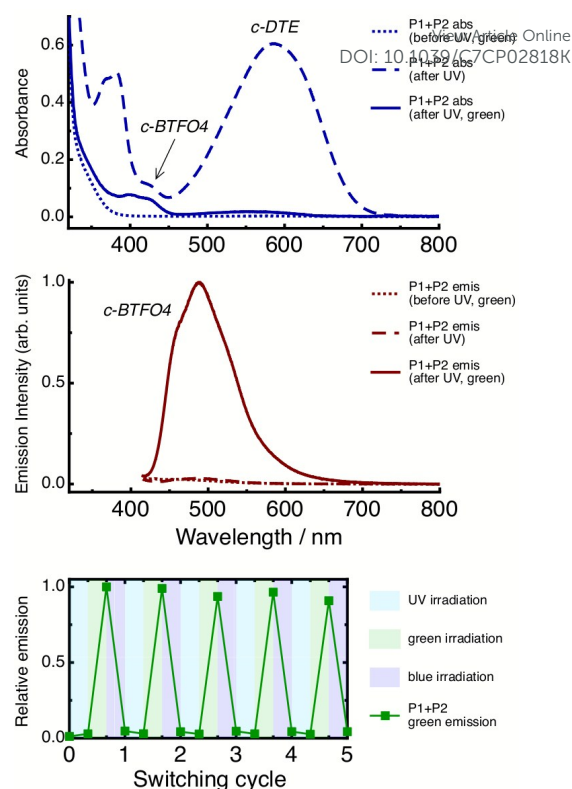 View Article Online
DOI: 10.1039/C7CP02818K
0.6
0.4
0.2
0.0
Absorbance
c-DTE
c-BTFO4
P1+P2 abs
(before UV, green)
P1+P2 abs
(after UV)
P1+P2 abs
(after UV, green)
400 500 600 700 800
1.0
0.5
0.0
Emission Intensity (arb. units)
c-BTFO4
P1+P2 emis
(before UV, green)
P1+P2 emis
(after UV)
P1+P2 emis
(after UV, green)
400 500 600 700 800
Wavelength / nm
1.0
0.5
0.0
Relative emission
0 1 2 3 4 5
Switching cycle
UV irradiation
green irradiation
blue irradiation
P1+P2
green emission